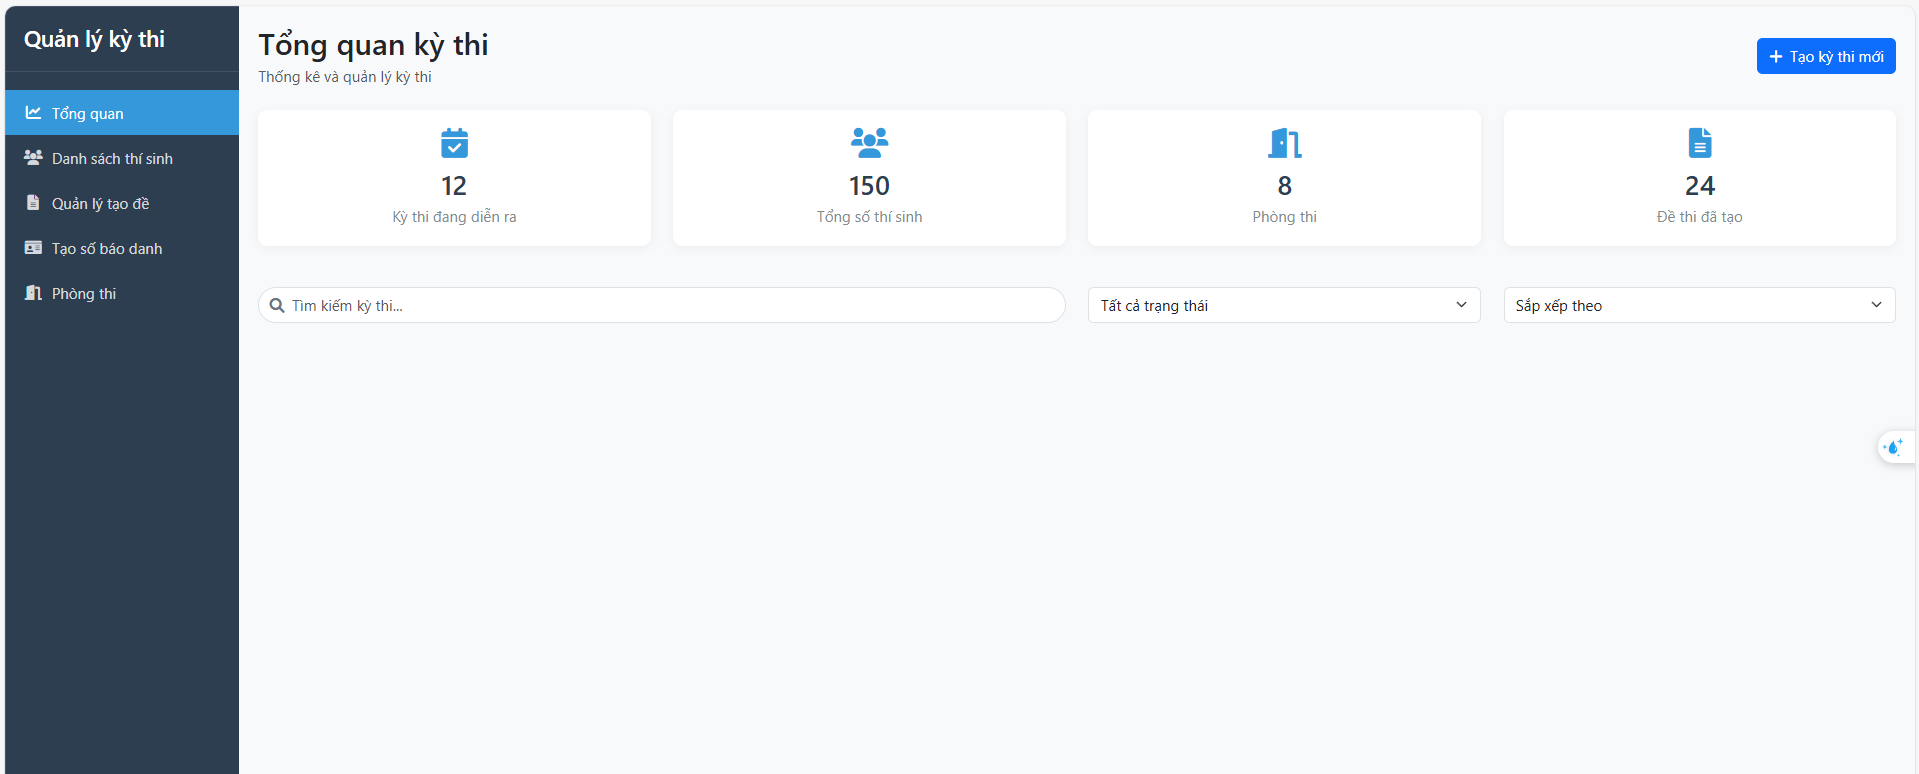 Quản lý kỳ thi
Tổng quan
Danh sách thí sinh
Quản lý tạo đề
Tạo số báo danh
Phòng thi
Tổng quan kỳ thi
Thống kê và quản lý kỳ thi
Tạo kỳ thi mới
12
Kỳ thi đang diễn ra
150
Tổng số thí sinh
8
Phòng thi
24
Đề thi đã tạo
Tìm kiếm kỳ thi...
Tất cả trạng thái
Sắp xếp theo